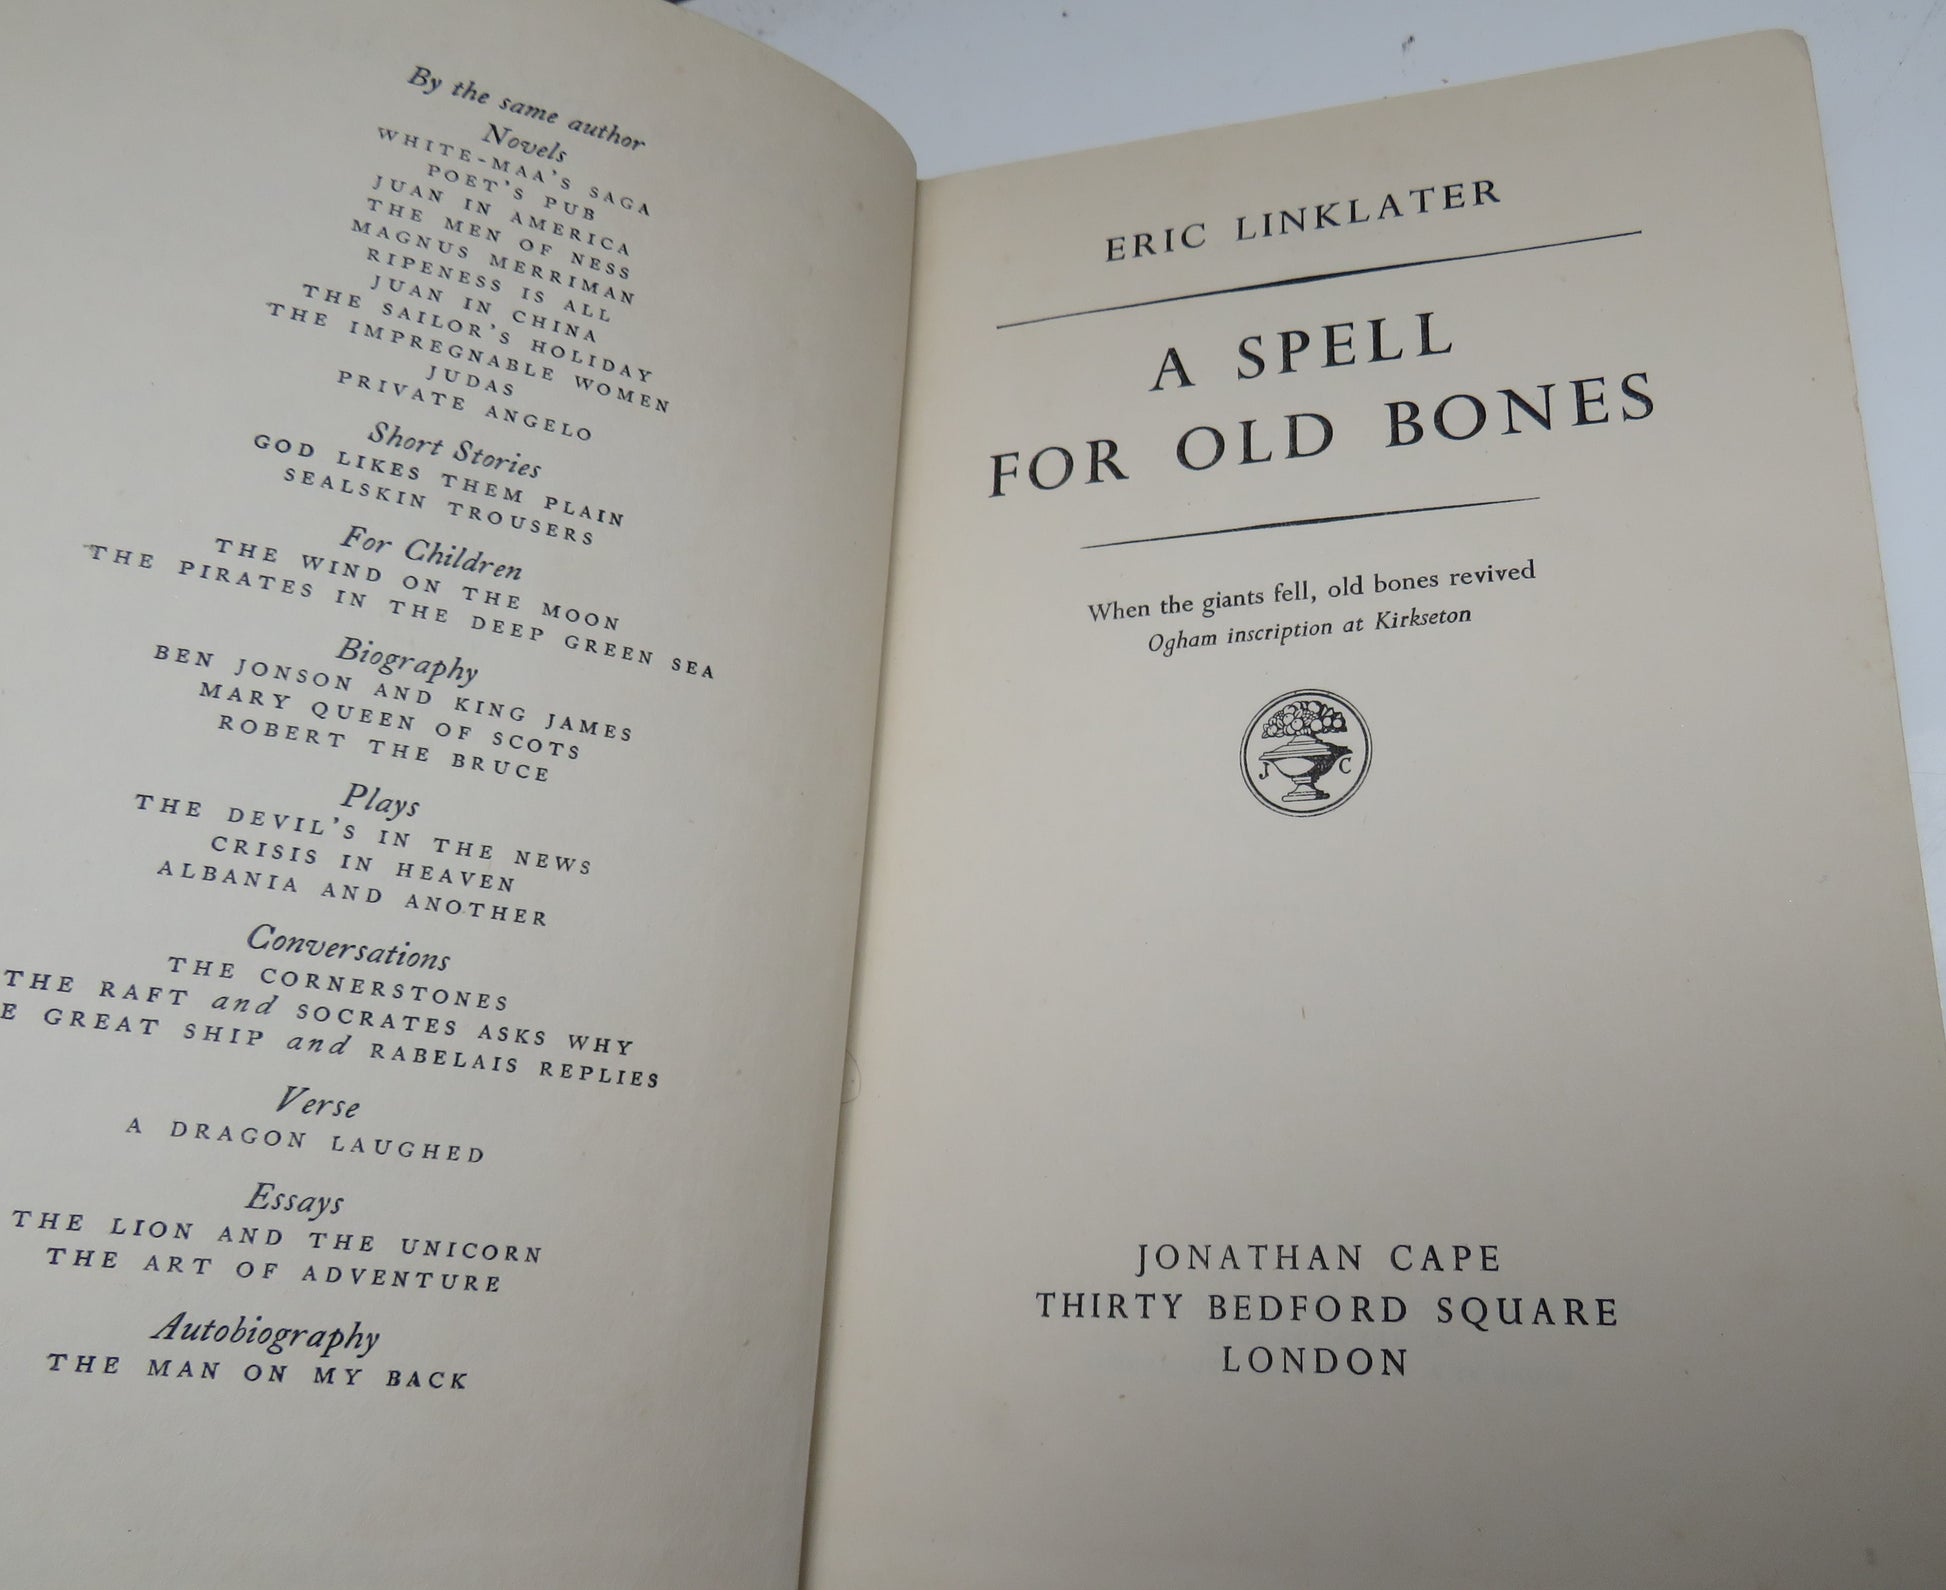 By the same author
Novels
WHITE-MAA'S SAGA
POET'S PUB
JUAN IN AMERICA
THE MEN OF NESS
MAGNUS MERRIMAN
RIPENESS IS ALL
JUAN IN CHINA
THE SAILOR'S HOLIDAY
THE IMPREGNABLE WOMEN
JUDAS
PRIVATE ANGELO
Short Stories
GOD LIKES THEM PLAIN
SEALSKIN TROUSERS
For Children
THE WIND ON THE MOON
THE PIRATES IN THE DEEP GREEN SEA
Biography
BEN JONSON AND KING JAMES
MARY QUEEN OF SCOTS
ROBERT THE BRUCE
Plays
THE DEVIL'S IN THE NEWS
CRISIS IN HEAVEN
ALBANIA AND ANOTHER
Conversations
THE CORNERSTONES
THE RAFT and SOCRATES ASKS WHY
E GREAT SHIP and RABELAIS REPLIES
Verse
A DRAGON LAUGHED
Essays
THE LION AND THE UNICORN
THE ART OF ADVENTURE
Autobiography
THE MAN ON MY BACK
ERIC LINKLATER
A SPELL
FOR OLD BONES
When the giants fell, old bones revived
Ogham inscription at Kirkseton
J C
JONATHAN CAPE
THIRTY BEDFORD SQUARE
LONDON